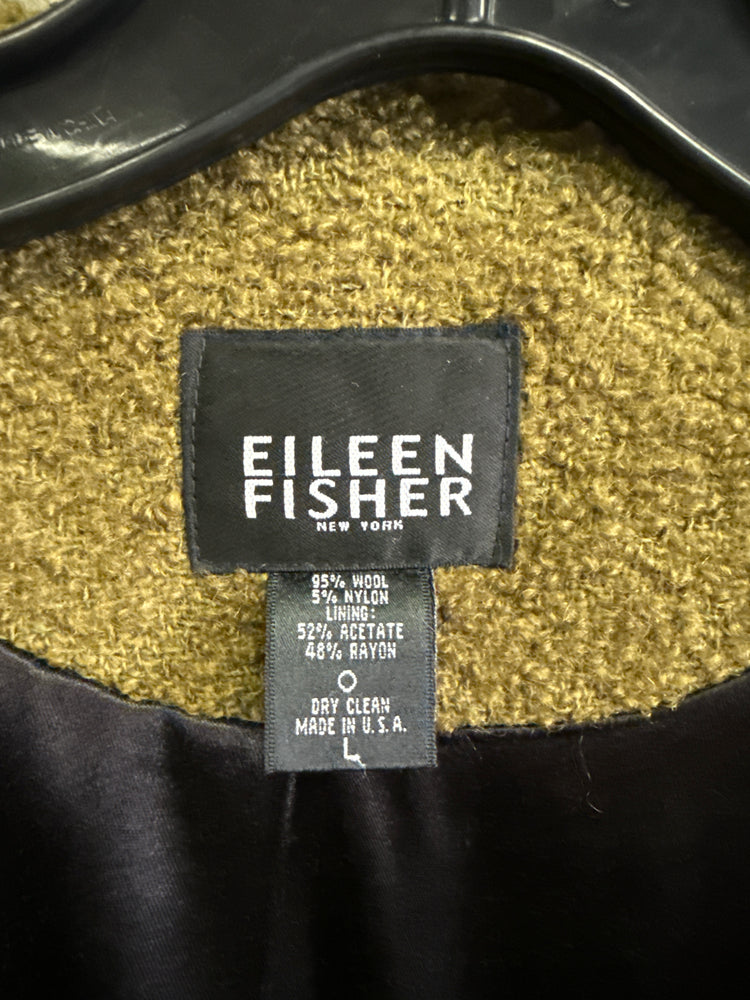 EILEEN
FISHER
NEW YORK
95% WOOL
5% NYLON
LINING:
52% ACETATE
48% RAYON
DRY CLEAN
MADE IN U.S.A.
L